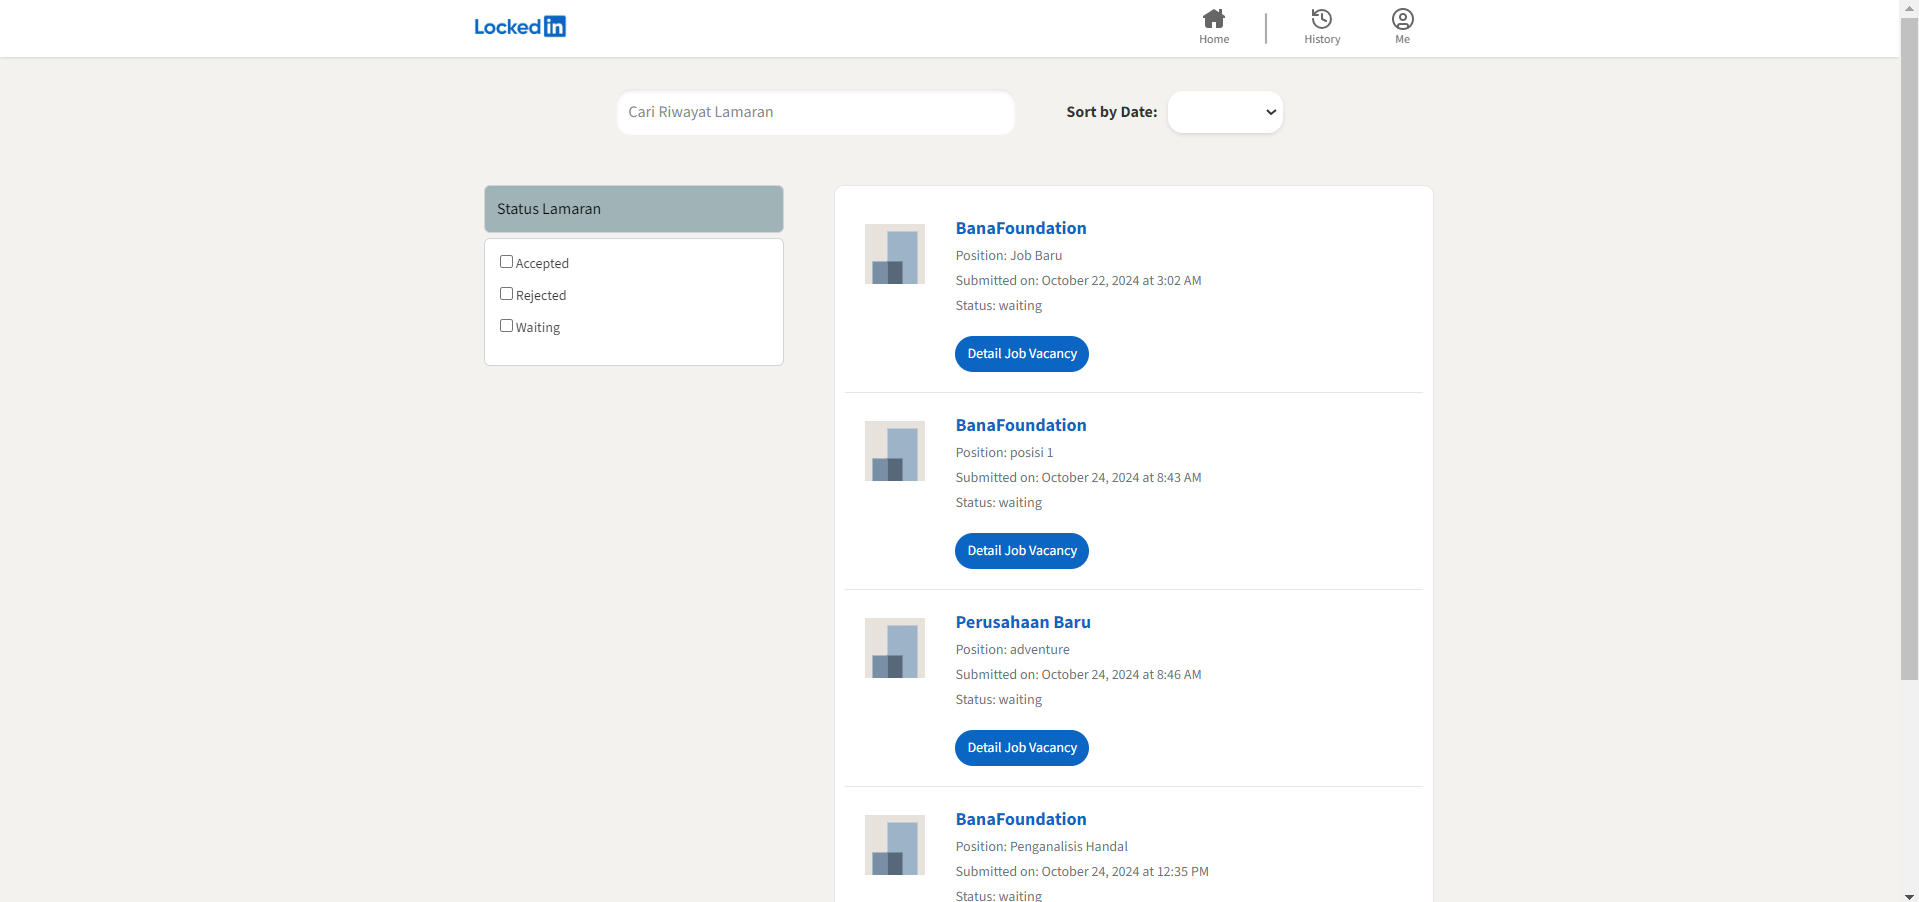 Locked in
Home
History
Me
Cari Riwayat Lamaran
Sort by Date:
Status Lamaran
Accepted
Rejected
Waiting
BanaFoundation
Position: Job Baru
Submitted on: October 22, 2024 at 3:02 AM
Status: waiting
Detail Job Vacancy
BanaFoundation
Position: posisi 1
Submitted on: October 24, 2024 at 8:43 AM
Status: waiting
Detail Job Vacancy
Perusahaan Baru
Position: adventure
Submitted on: October 24, 2024 at 8:46 AM
Status: waiting
Detail Job Vacancy
BanaFoundation
Position: Penganalisis Handal
Submitted on: October 24, 2024 at 12:35 PM
Status: waiting